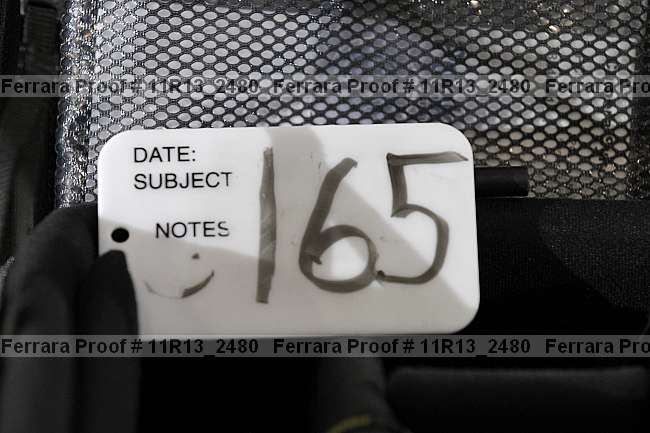 Ferrara Proof # 11R13_2480 Ferrara Proof # 11R13_2480 Ferrara Pro
DATE:
SUBJECT
NOTES
165
Ferrara Proof # 11R13_2480 Ferrara Proof # 11R13_2480 Ferrara Pro